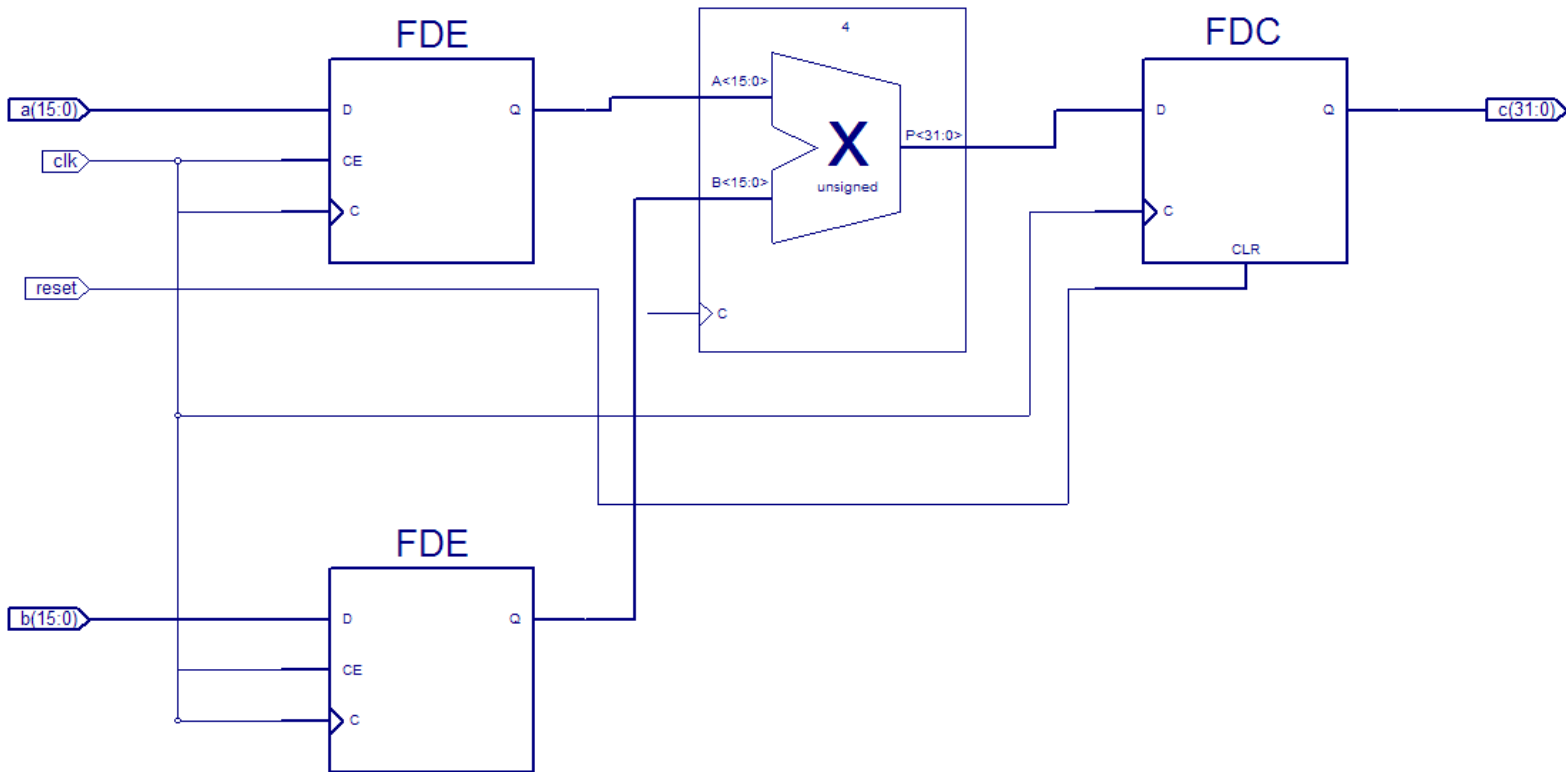 FDE
a(15:0)
D
Q
clk
CE
C
reset
4
A<15:0>
X
unsigned
B<15:0>
P<31:0>
C
FDC
D
Q
C
CLR
c(31:0)
FDE
b(15:0)
D
Q
CE
C